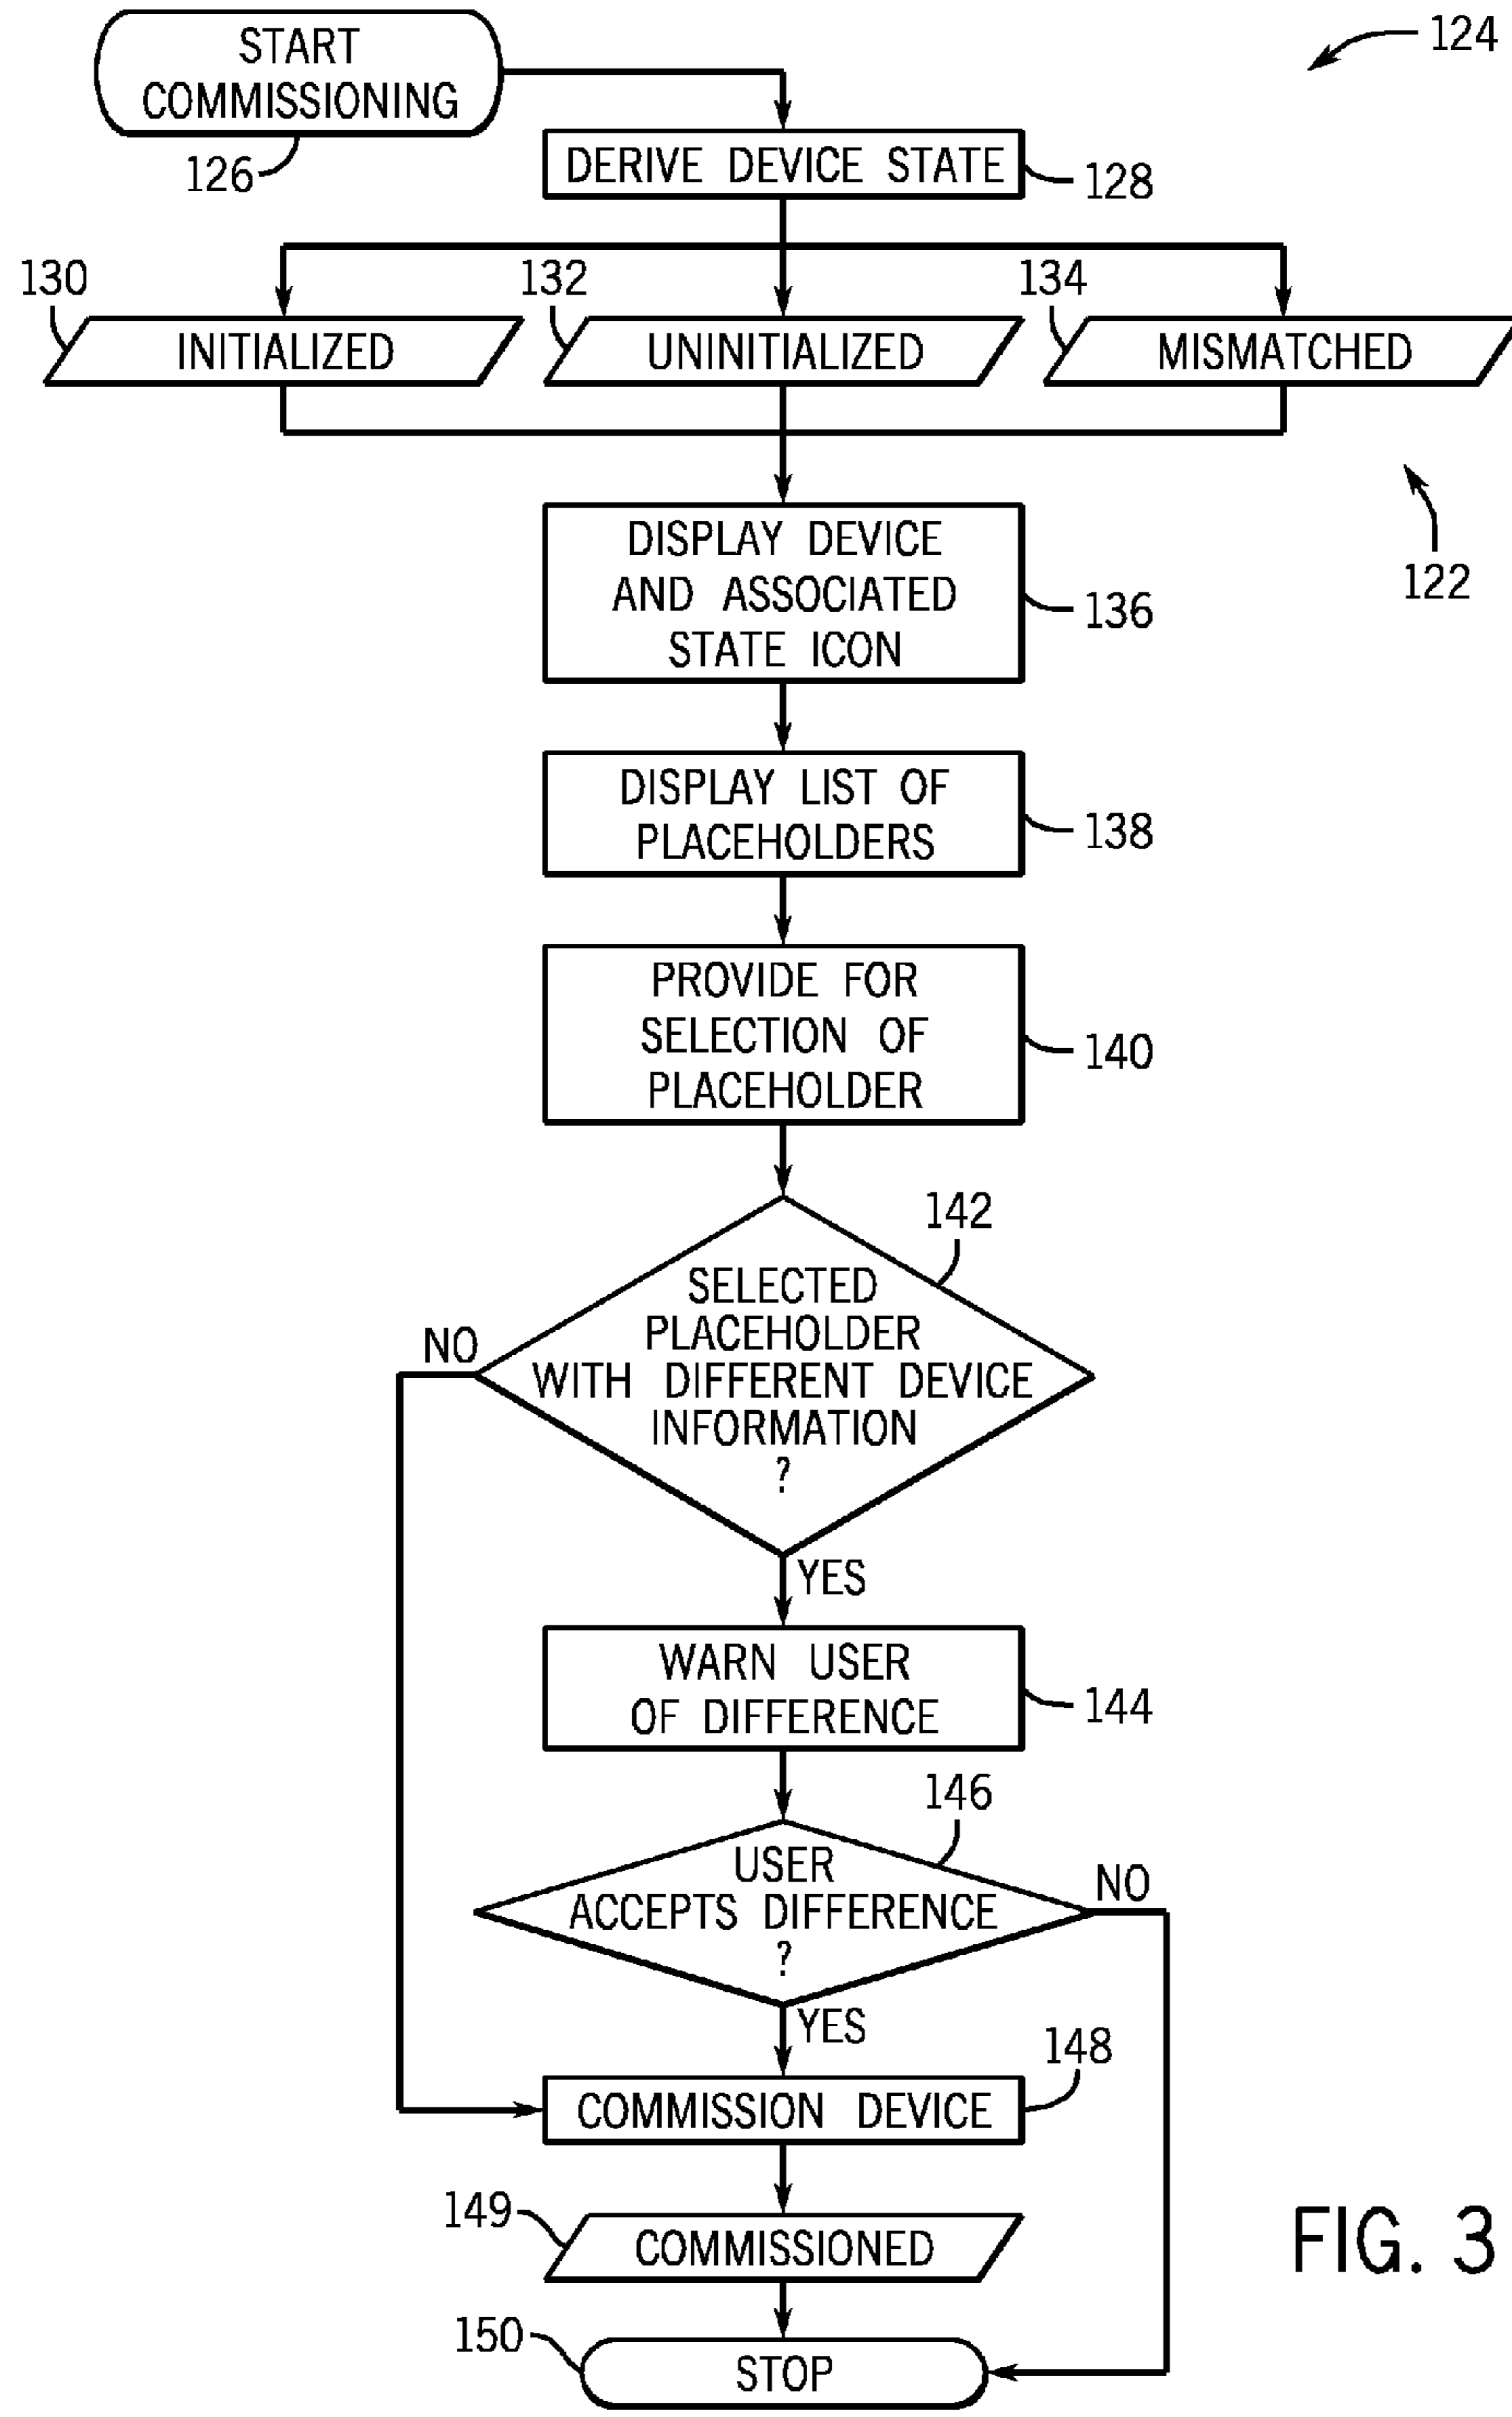 START
COMMISSIONING
124
126
DERIVE DEVICE STATE
128
130
132
134
INITIALIZED
UNINITIALIZED
MISMATCHED
122
DISPLAY DEVICE
AND ASSOCIATED
STATE ICON
136
DISPLAY LIST OF
PLACEHOLDERS
138
PROVIDE FOR
SELECTION OF
PLACEHOLDER
140
142
SELECTED
PLACEHOLDER
WITH DIFFERENT DEVICE
INFORMATION
?
NO
YES
WARN USER
OF DIFFERENCE
144
146
USER
ACCEPTS DIFFERENCE
?
NO
YES
148
COMMISSION DEVICE
149
COMMISSIONED
150
STOP
FIG. 3